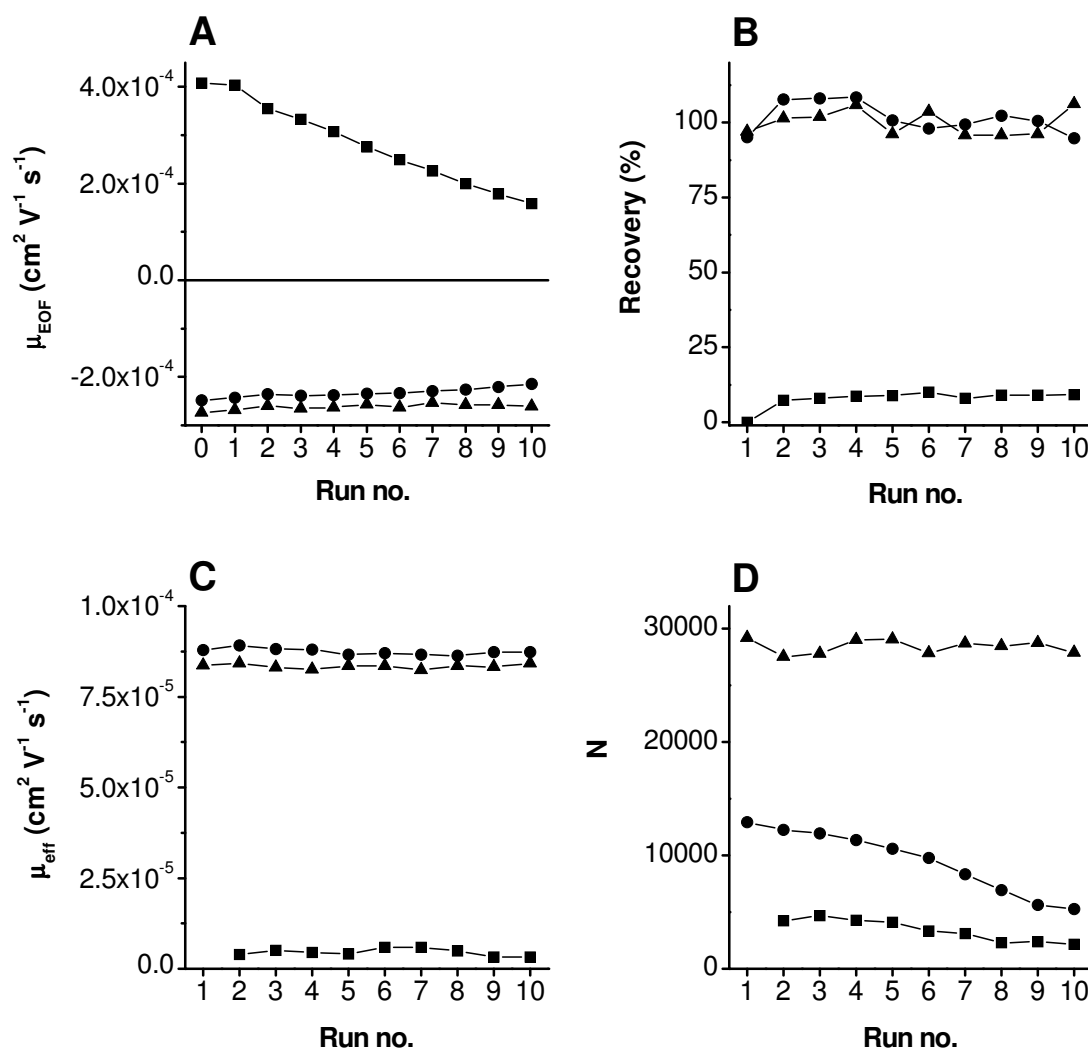 A
4.0x10⁻⁴
2.0x10⁻⁴
0.0
-2.0x10⁻⁴
μEOF (cm² V⁻¹ s⁻¹)
0 1 2 3 4 5 6 7 8 9 10
Run no.
B
100
75
50
25
0
Recovery (%)
1 2 3 4 5 6 7 8 9 10
Run no.
C
1.0x10⁻⁴
7.5x10⁻⁵
5.0x10⁻⁵
2.5x10⁻⁵
0.0
μeff (cm² V⁻¹ s⁻¹)
1 2 3 4 5 6 7 8 9 10
Run no.
D
30000
20000
10000
0
N
1 2 3 4 5 6 7 8 9 10
Run no.